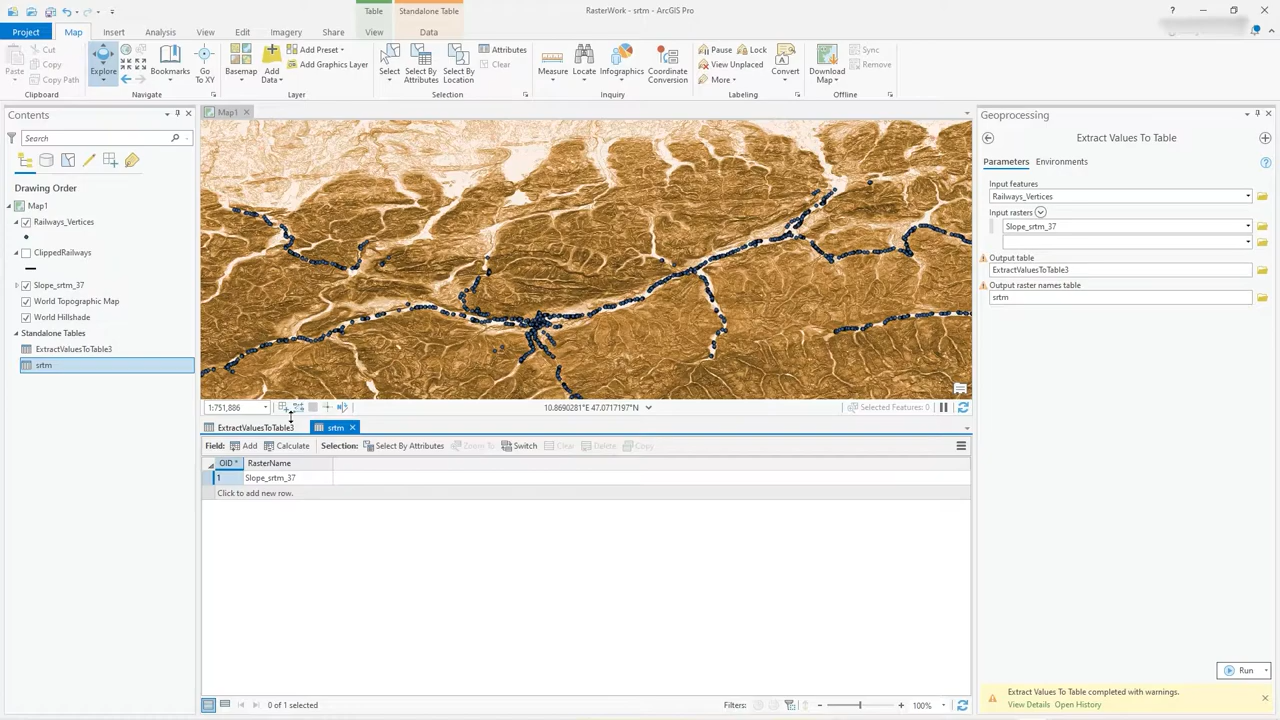 Table
Standalone Table
RasterWork - srtm - ArcGIS Pro
Project
Map
Insert
Analysis
View
Edit
Imagery
Share
View
Data
Paste
Cut
Copy
Copy Path
Clipboard
Explore
Bookmarks
Go To XY
Navigate
Basemap
Add Data
Add Preset
Add Graphics Layer
Layer
Select
Select By Attributes
Select By Location
Attributes
Clear
Selection
Measure
Locate
Infographics
Coordinate Conversion
Inquiry
Pause
Lock
View Unplaced
More
Convert
Labeling
Download Map
Sync
Remove
Offline
Contents
Search
Drawing Order
Map1
Railways_Vertices
ClippedRailways
Slope_srtm_37
World Topographic Map
World Hillshade
Standalone Tables
ExtractValuesToTable3
srtm
Map1
1:751,886
10.8690281°E 47.0717197°N
Selected Features: 0
ExtractValuesToTable3
srtm
Field:
Add
Calculate
Selection:
Select By Attributes
Zoom To
Switch
Clear
Delete
Copy
OID *
RasterName
1
Slope_srtm_37
Click to add new row.
0 of 1 selected
Filters:
100%
Geoprocessing
Extract Values To Table
Parameters
Environments
Input features
Railways_Vertices
Input rasters
Slope_srtm_37
Output table
ExtractValuesToTable3
Output raster names table
srtm
Run
Extract Values To Table completed with warnings.
View Details Open History